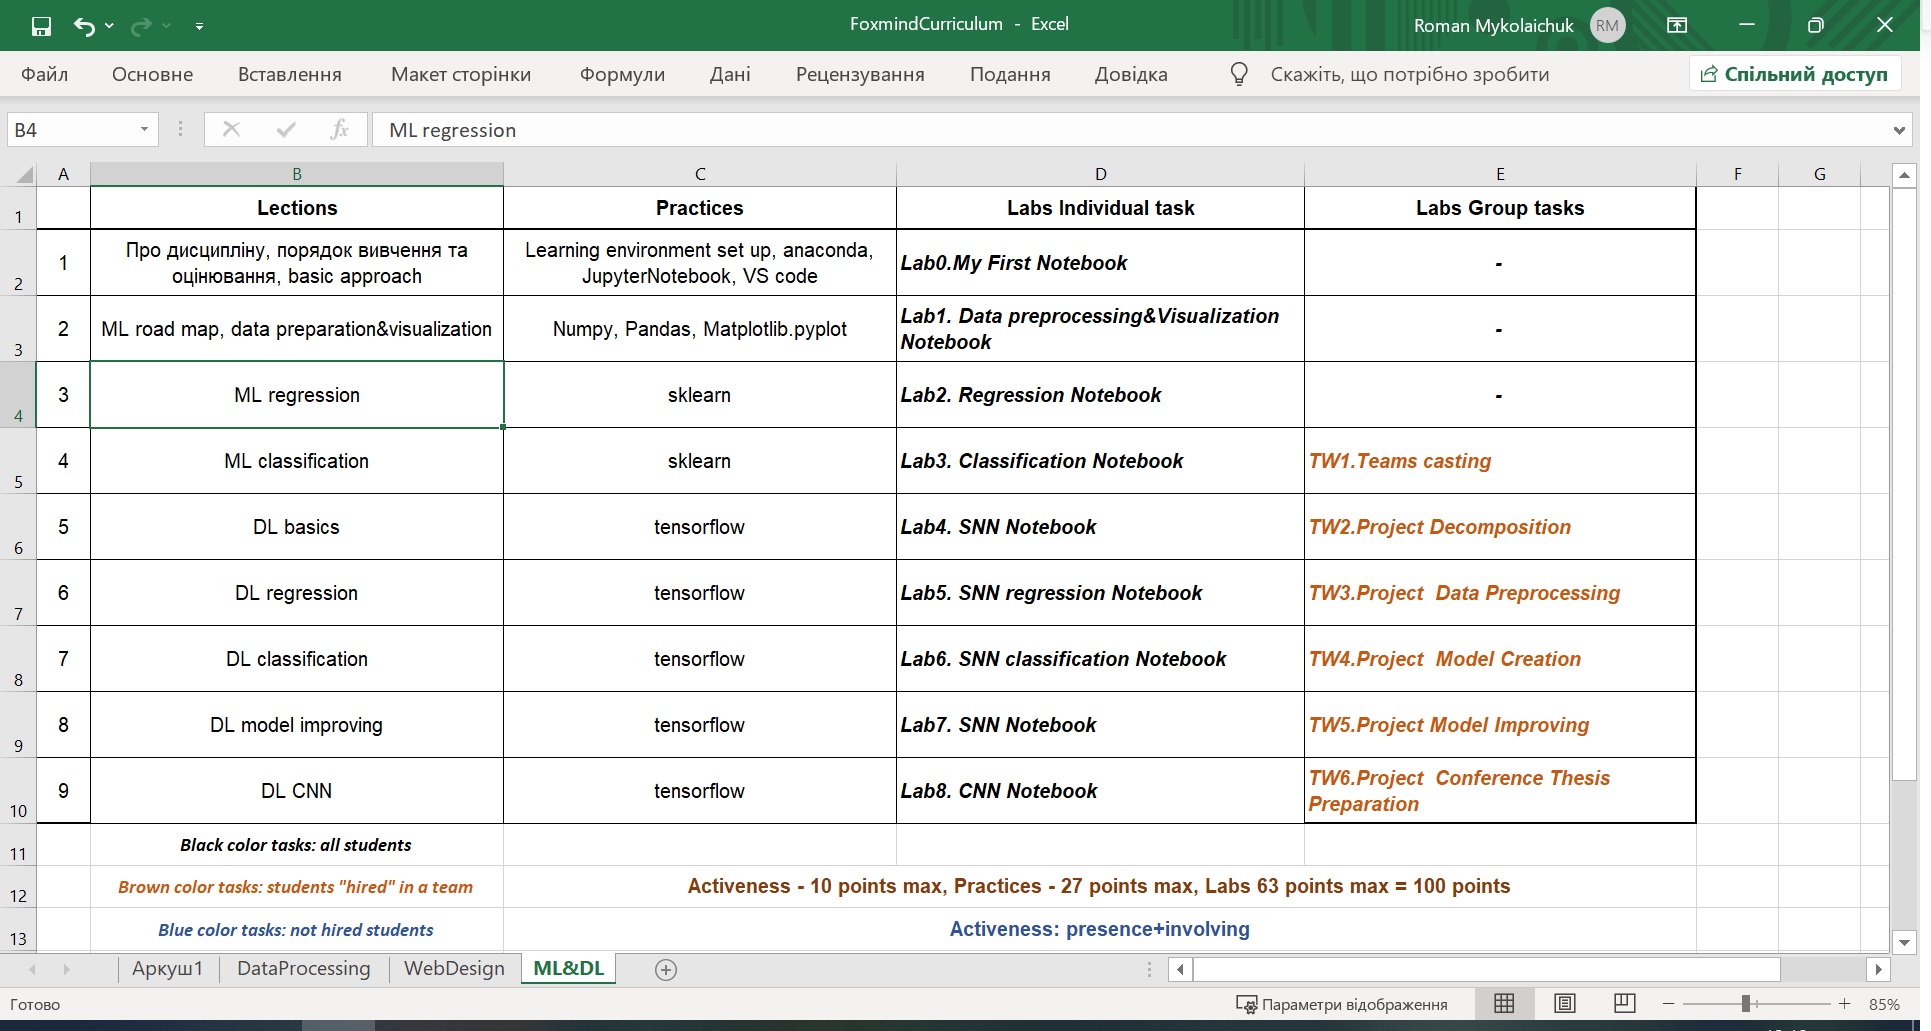 FoxmindCurriculum - Excel
Roman Mykolaichuk RM
Файл Основне Вставлення Макет сторінки Формули Дані Рецензування Подання Довідка Скажіть, що потрібно зробити Спільний доступ
B4 fx ML regression
A B C D E F G
1 Lections Practices Labs Individual task Labs Group tasks
2 1 Про дисципліну, порядок вивчення та
оцінювання, basic approach
Learning environment set up, anaconda,
JupyterNotebook, VS code
Lab0.My First Notebook -
3 2 ML road map, data preparation&visualization Numpy, Pandas, Matplotlib.pyplot
Lab1. Data preprocessing&Visualization
Notebook
-
4 3 ML regression sklearn Lab2. Regression Notebook -
5 4 ML classification sklearn Lab3. Classification Notebook TW1.Teams casting
6 5 DL basics tensorflow Lab4. SNN Notebook TW2.Project Decomposition
7 6 DL regression tensorflow Lab5. SNN regression Notebook TW3.Project  Data Preprocessing
8 7 DL classification tensorflow Lab6. SNN classification Notebook TW4.Project  Model Creation
9 8 DL model improving tensorflow Lab7. SNN Notebook TW5.Project Model Improving
10 9 DL CNN tensorflow Lab8. CNN Notebook
TW6.Project  Conference Thesis
Preparation
11 Black color tasks: all students
12 Brown color tasks: students "hired" in a team Activeness - 10 points max, Practices - 27 points max, Labs 63 points max = 100 points
13 Blue color tasks: not hired students Activeness: presence+involving
Аркуш1 DataProcessing WebDesign ML&DL
Готово Параметри відображення 85%